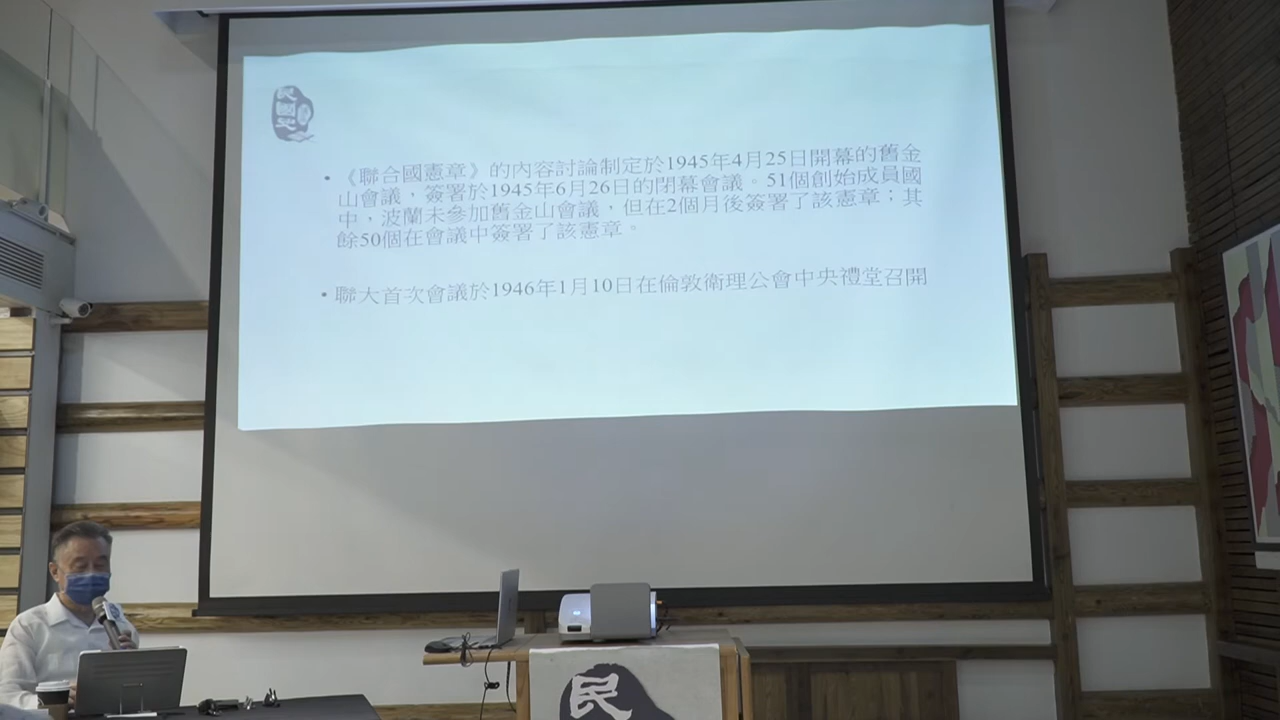 民國史
• 《聯合國憲章》的內容討論制定於1945年4月25日開幕的舊金
山會議，簽署於1945年6月26日的閉幕會議。51個創始成員國
中，波蘭未參加舊金山會議，但在2個月後簽署了該憲章；其
餘50個在會議中簽署了該憲章。
• 聯大首次會議於1946年1月10日在倫敦衛理公會中央禮堂召開
民